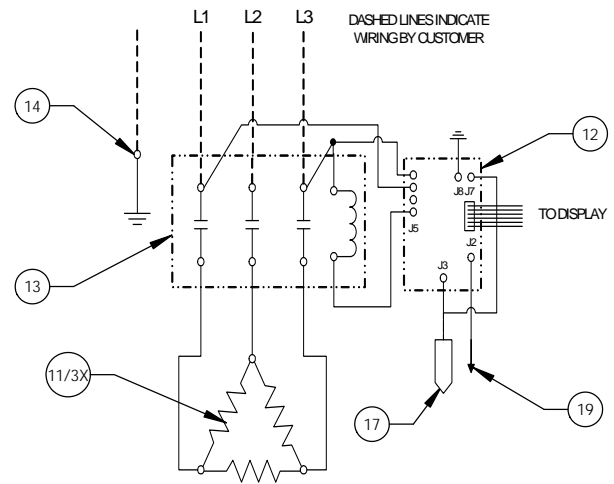 L1 L2 L3
DASHED LINES INDICATE
WIRING BY CUSTOMER
14
12
J8 J7
TO DISPLAY
J5
J2
13
J3
11/3X
17
19